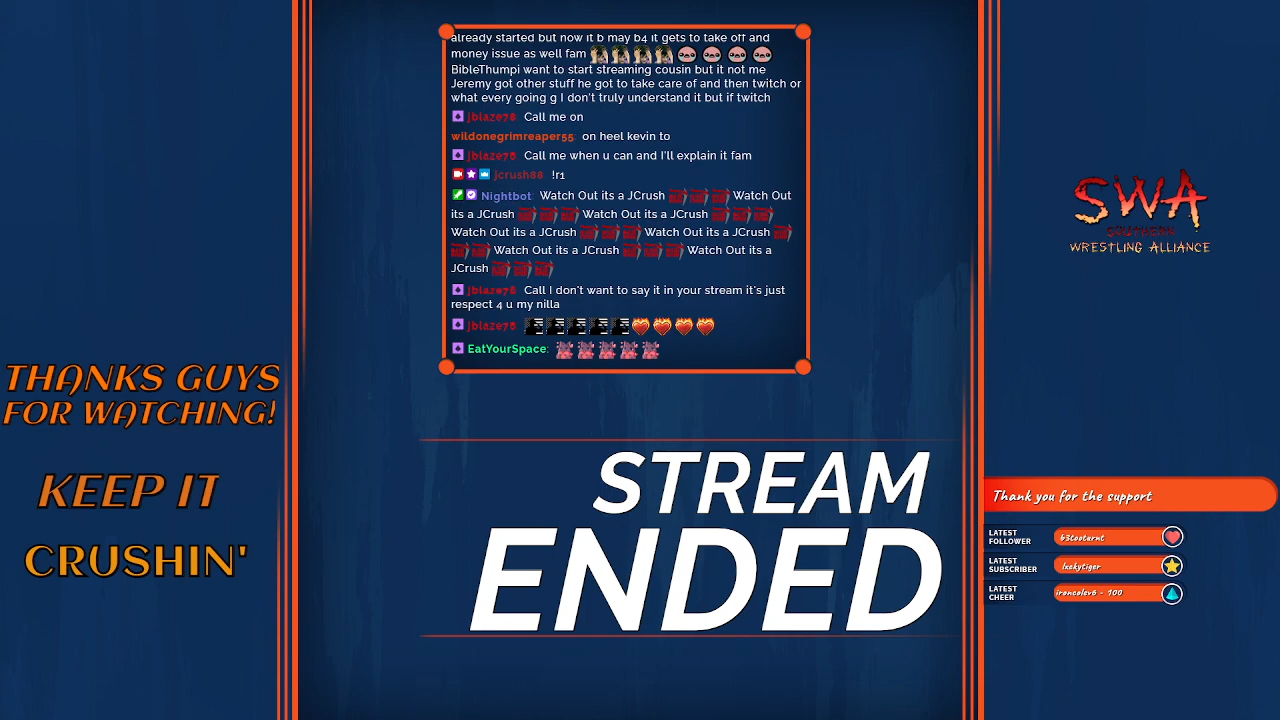 already started but now it b may b4 it gets to take off and
money issue as well fam
BibleThumpi want to start streaming cousin but it not me
Jeremy got other stuff he got to take care of and then twitch or
what every going g I don't truly understand it but if twitch
jblaze78 Call me on
wildonegrimreaper55: on heel kevin to
jblaze78 Call me when u can and I'll explain it fam
jcrush88 !r1
Nightbot: Watch Out its a JCrush Watch Out
its a JCrush Watch Out its a JCrush
Watch Out its a JCrush Watch Out its a JCrush
Watch Out its a JCrush Watch Out its a
JCrush
jblaze78 Call I don't want to say it in your stream it's just
respect 4 u my nilla
jblaze78
EatYourSpace:
THANKS GUYS
FOR WATCHING!
KEEP IT
CRUSHIN'
STREAM
ENDED
SWA
SOUTHERN
WRESTLING ALLIANCE
Thank you for the support
LATEST
FOLLOWER
b3tooturnt
LATEST
SUBSCRIBER
lxckytiger
LATEST
CHEER
ironcolsv6 - 100